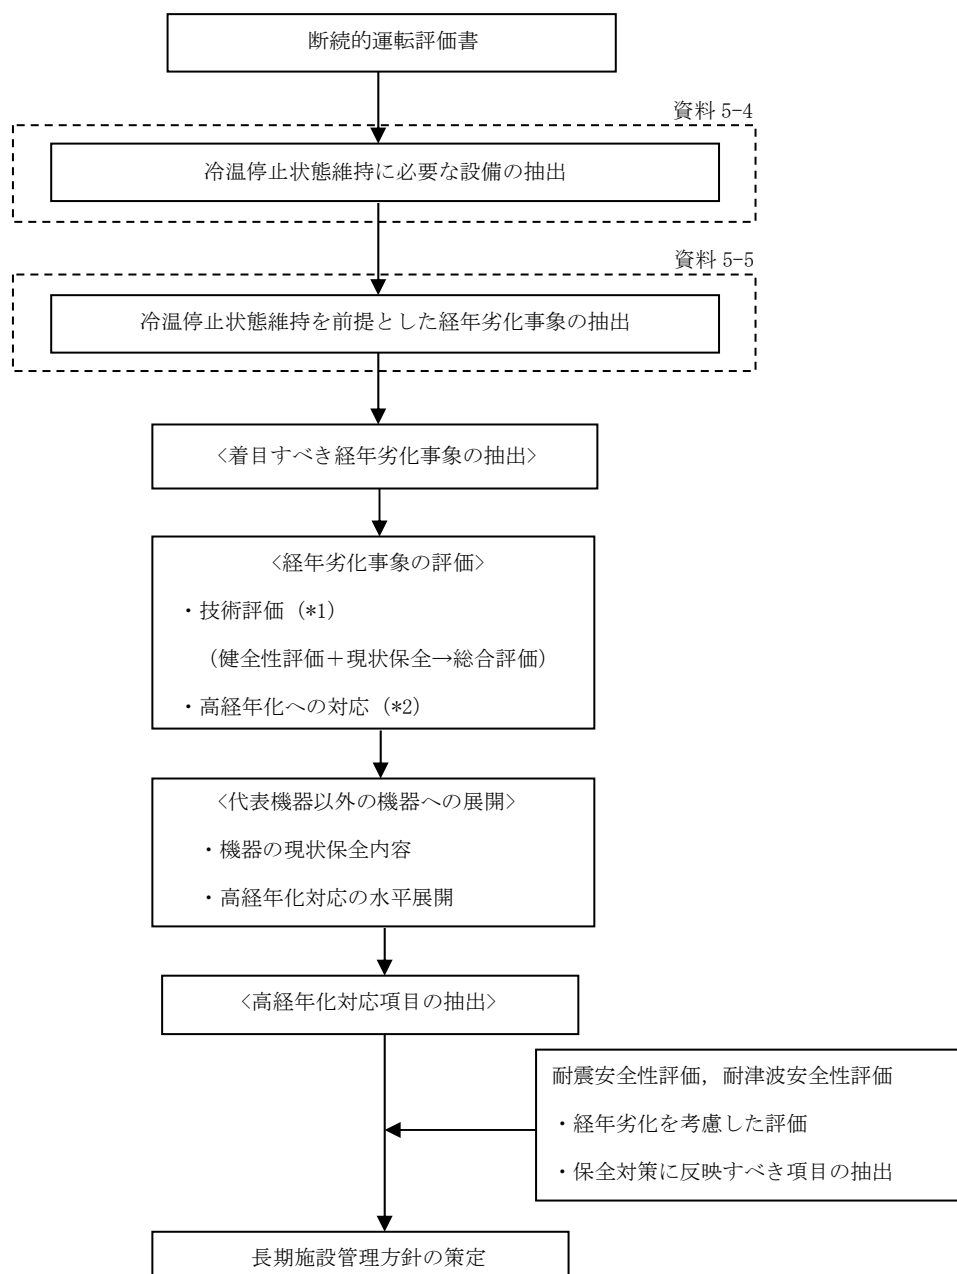 断続的運転評価書
資料 5-4
冷温停止状態維持に必要な設備の抽出
資料 5-5
冷温停止状態維持を前提とした経年劣化事象の抽出
<着目すべき経年劣化事象の抽出>
<経年劣化事象の評価>
・技術評価（*1）
（健全性評価＋現状保全→総合評価）
・高経年化への対応（*2）
<代表機器以外の機器への展開>
・機器の現状保全内容
・高経年化対応の水平展開
<高経年化対応項目の抽出>
耐震安全性評価，耐津波安全性評価
・経年劣化を考慮した評価
・保全対策に反映すべき項目の抽出
長期施設管理方針の策定